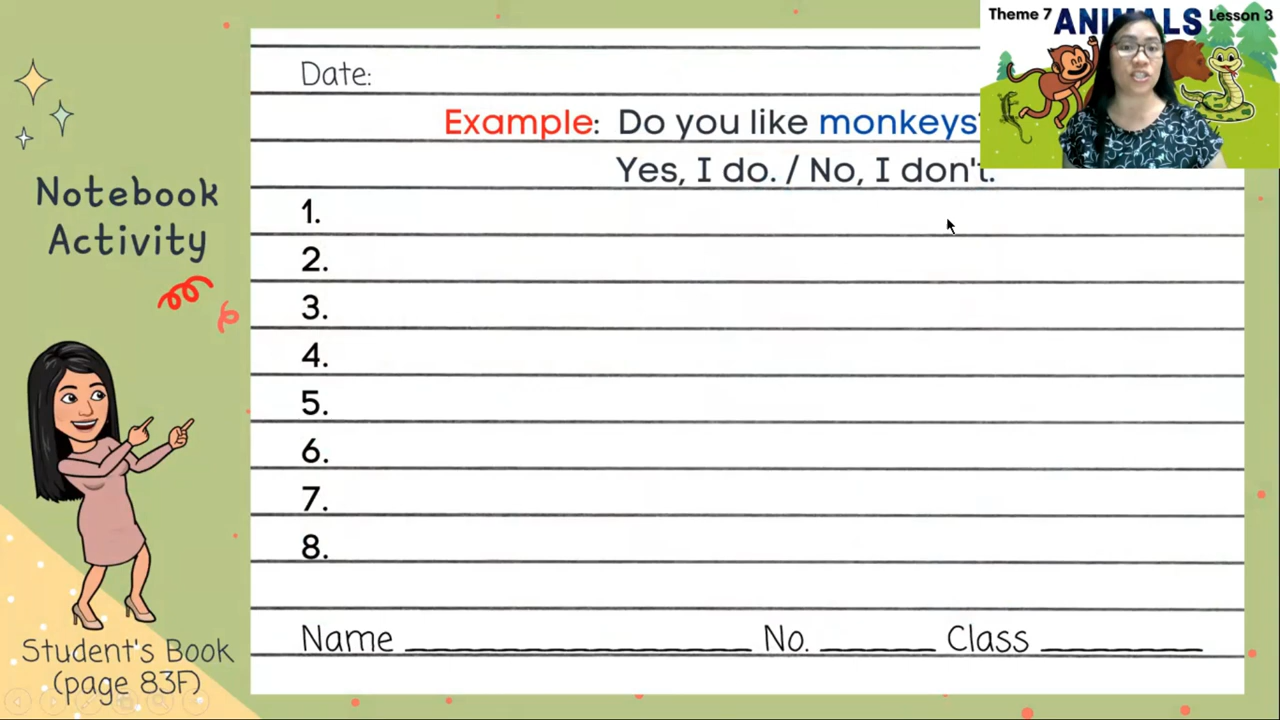 Theme 7 ANIMALS Lesson 3
Date:
Example: Do you like monkeys?
Yes, I do. / No, I don't.
Notebook
Activity
1.
2.
3.
4.
5.
6.
7.
8.
Name No. Class
Student's Book
(page 83F)